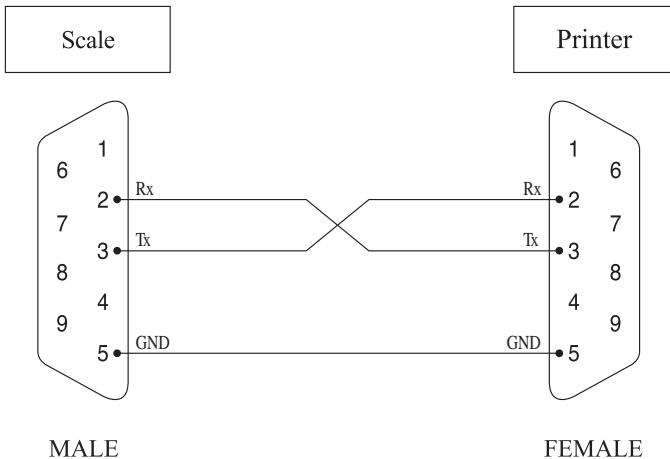 Scale
Printer
1
6
2 Rx
7
3 Tx
8
4
9
5 GND
1
6
Rx 2
7
Tx 3
8
4
9
GND 5
MALE
FEMALE